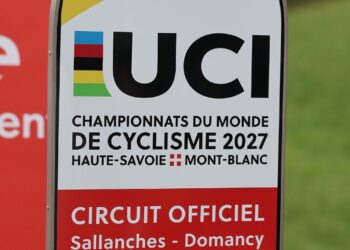 UCI
CHAMPIONNATS DU MONDE
DE CYCLISME 2027
HAUTE-SAVOIE MONT-BLANC
CIRCUIT OFFICIEL
Sallanches - Domancy